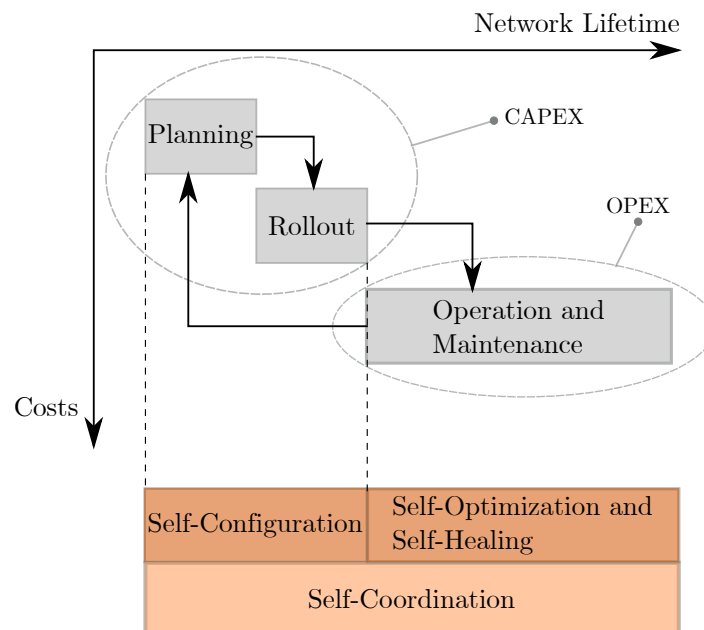 Network Lifetime
CAPEX
Planning
OPEX
Rollout
Operation and
Maintenance
Costs
Self-Configuration
Self-Optimization and
Self-Healing
Self-Coordination